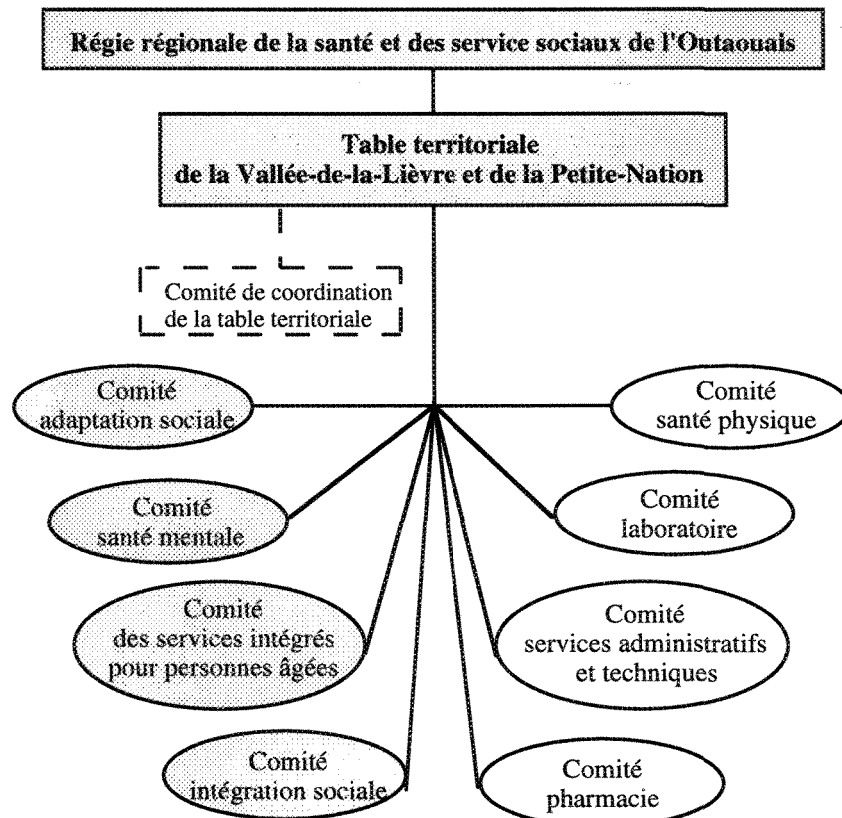 Régie régionale de la santé et des service sociaux de l'Outaouais
Table territoriale
de la Vallée-de-la-Lièvre et de la Petite-Nation
Comité de coordination
de la table territoriale
Comité
adaptation sociale
Comité
santé physique
Comité
santé mentale
Comité
laboratoire
Comité
des services intégrés
pour personnes âgées
Comité
services administratifs
et techniques
Comité
intégration sociale
Comité
pharmacie